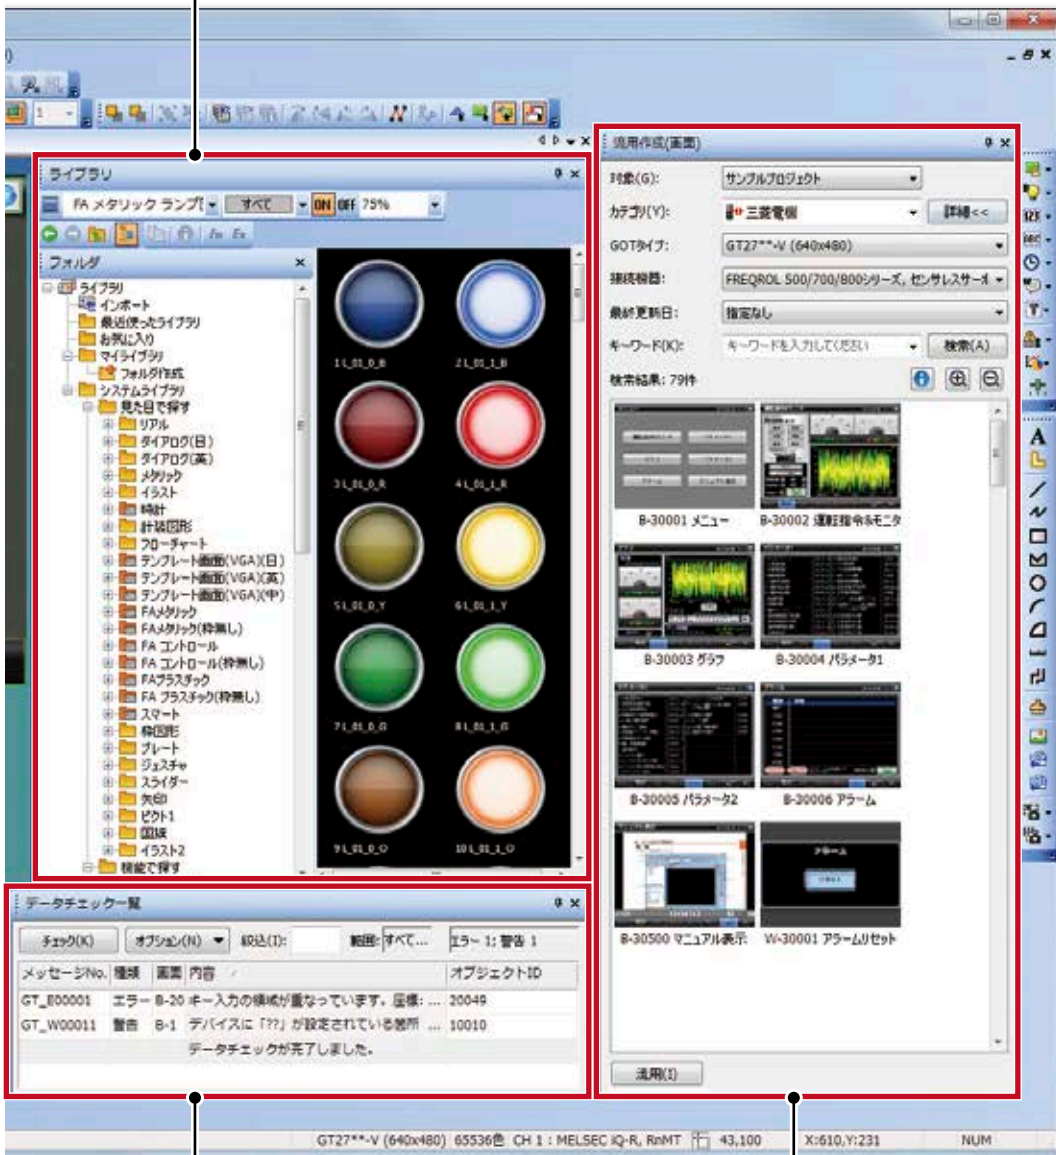 1
ライブラリ
FA メタリック ランプ
すべて
ON OFF 75%
フォルダ
ライブラリ
インポート
最近使ったライブラリ
お気に入り
マイライブラリ
フォルダ作成
システムライブラリ
見た目で探す
リアル
ダイアログ(日)
ダイアログ(英)
メタリック
イラスト
時計
計装図形
フローチャート
テンプレート画面(VGA)(日)
テンプレート画面(VGA)(英)
テンプレート画面(VGA)(中)
FAメタリック
FAメタリック(枠無し)
FA コントロール
FA コントロール(枠無し)
FAプラスチック
FA プラスチック(枠無し)
スマート
枠図形
プレート
ジェスチャ
スライダー
矢印
ピクト1
国旗
イラスト2
機能で探す
1 L_01_0_B
2 L_01_1_B
3 L_01_0_R
4 L_01_1_R
5 L_01_0_Y
6 L_01_1_Y
7 L_01_0_G
8 L_01_1_G
9 L_01_0_O
10 L_01_1_O
流用作成(画面)
対象(G): サンプルプロジェクト
カテゴリ(Y): 三菱電機 詳細<<
GOTタイプ: GT27**-V (640x480)
接続機器: FREQROL 500/700/800シリーズ, センサレスサーボ
最終更新日: 指定なし
キーワード(K): キーワードを入力してください 検索(A)
検索結果: 79件
B-30001 メニュー
B-30002 運転指令&モニタ
B-30003 グラフ
B-30004 パラメータ1
B-30005 パラメータ2
B-30006 アラーム
アラーム
リセット
B-30500 マニュアル表示
W-30001 アラームリセット
流用(I)
データチェック一覧
チェック(K) オプション(N) 絞込(I): 範囲: すべて... エラー 1; 警告 1
メッセージNo. 種類 画面 内容 オブジェクトID
GT_E00001 エラー B-20 キー入力の領域が重なっています。座標: ... 20049
GT_W00011 警告 B-1 デバイスに「??」が設定されている箇所 ... 10010
データチェックが完了しました。
GT27**-V (640x480) 65536色 CH 1 : MELSEC iQ-R, RnMT 43,100 X:610,Y:231 NUM